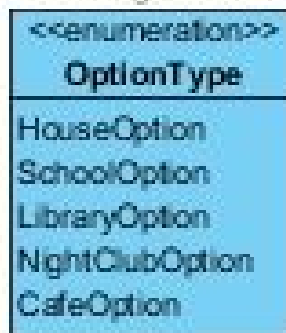 <<enumeration>>
OptionType
HouseOption
SchoolOption
LibraryOption
NightClubOption
CafeOption